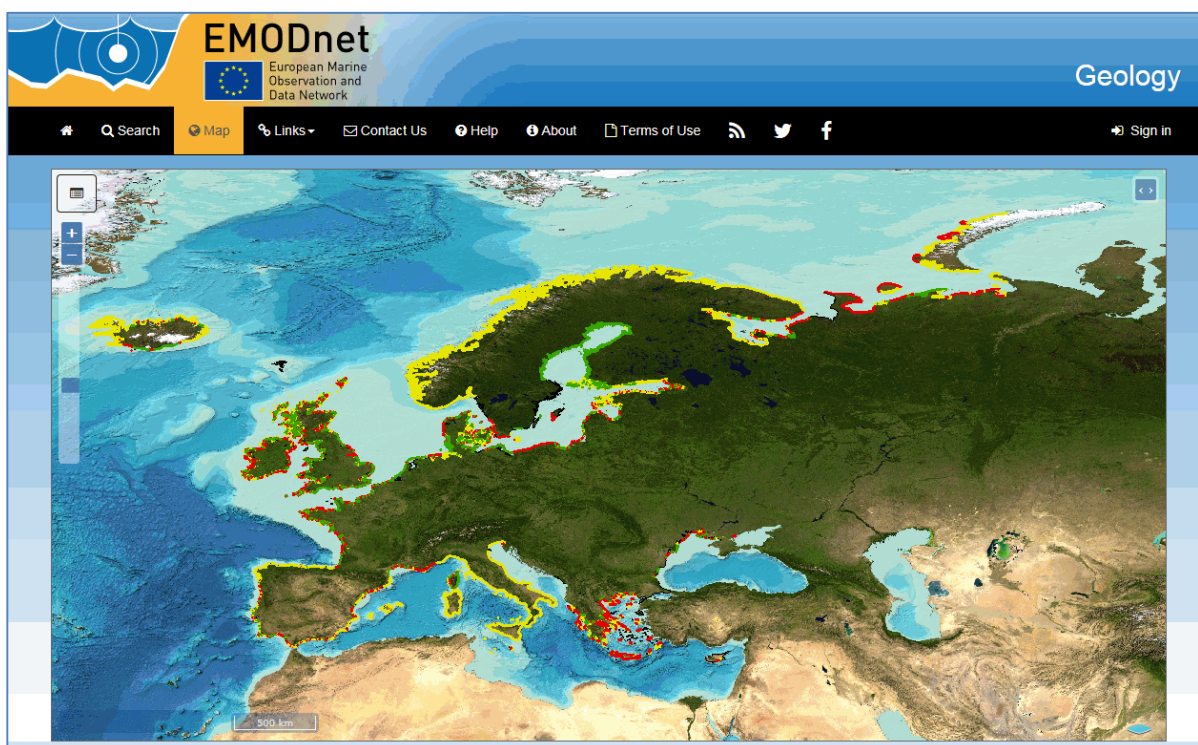 EMODnet
European Marine
Observation and
Data Network
Geology
Search
Map
Links
Contact Us
Help
About
Terms of Use
Sign in
500 km